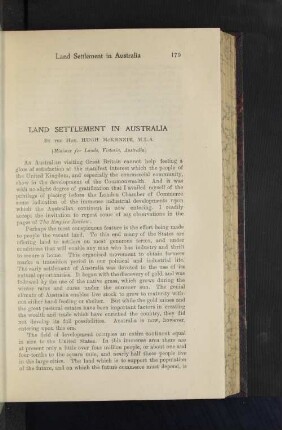 Land Settlement in Australia 175
LAND SETTLEMENT IN AUSTRALIA
BY THE HON. HUGH McKENZIE, M.L.A.
(Minister for Lands, Victoria, Australia)
AN Australian visiting Great Britain cannot help feeling a
glow of satisfaction at the manifest interest which the people of
the United Kingdom, and especially the commercial community,
show in the development of the Commonwealth. And it was
with no slight degree of gratification that I availed myself of the
privilege of placing before the London Chamber of Commerce
some indication of the immense industrial developments upon
which the Australian continent is now entering. I readily
accept the invitation to repeat some of my observations in the
pages of The Empire Review.
Perhaps the most conspicuous feature is the effort being made
to people the vacant land. To this end many of the States are
offering land to settlers on most generous terms, and under
conditions that will enable any man who has industry and thrift
to secure a home. This organised movement to obtain farmers
marks a transition period in our political and industrial life.
The early settlement of Australia was devoted to the use of its
natural opportunities. It began with the discovery of gold and was
followed by the use of the native grass, which grows during the
winter rains and cures under the summer sun. The genial
climate of Australia enables live stock to grow to maturity with-
out either hand-feeding or shelter. But while the gold mines and
the great pastoral estates have been important factors in creating
the wealth and trade which have enriched the country, they did
not develop its full possibilities. Australia is now, however,
entering upon this era.
The field of development occupies an entire continent equal
in size to the United States. In this immense area there are
at present only a little over four million people, or about one and
four-tenths to the square mile, and nearly half these people live
in the large cities. The land which is to support the population
of the future, and on which the future commerce must depend, is